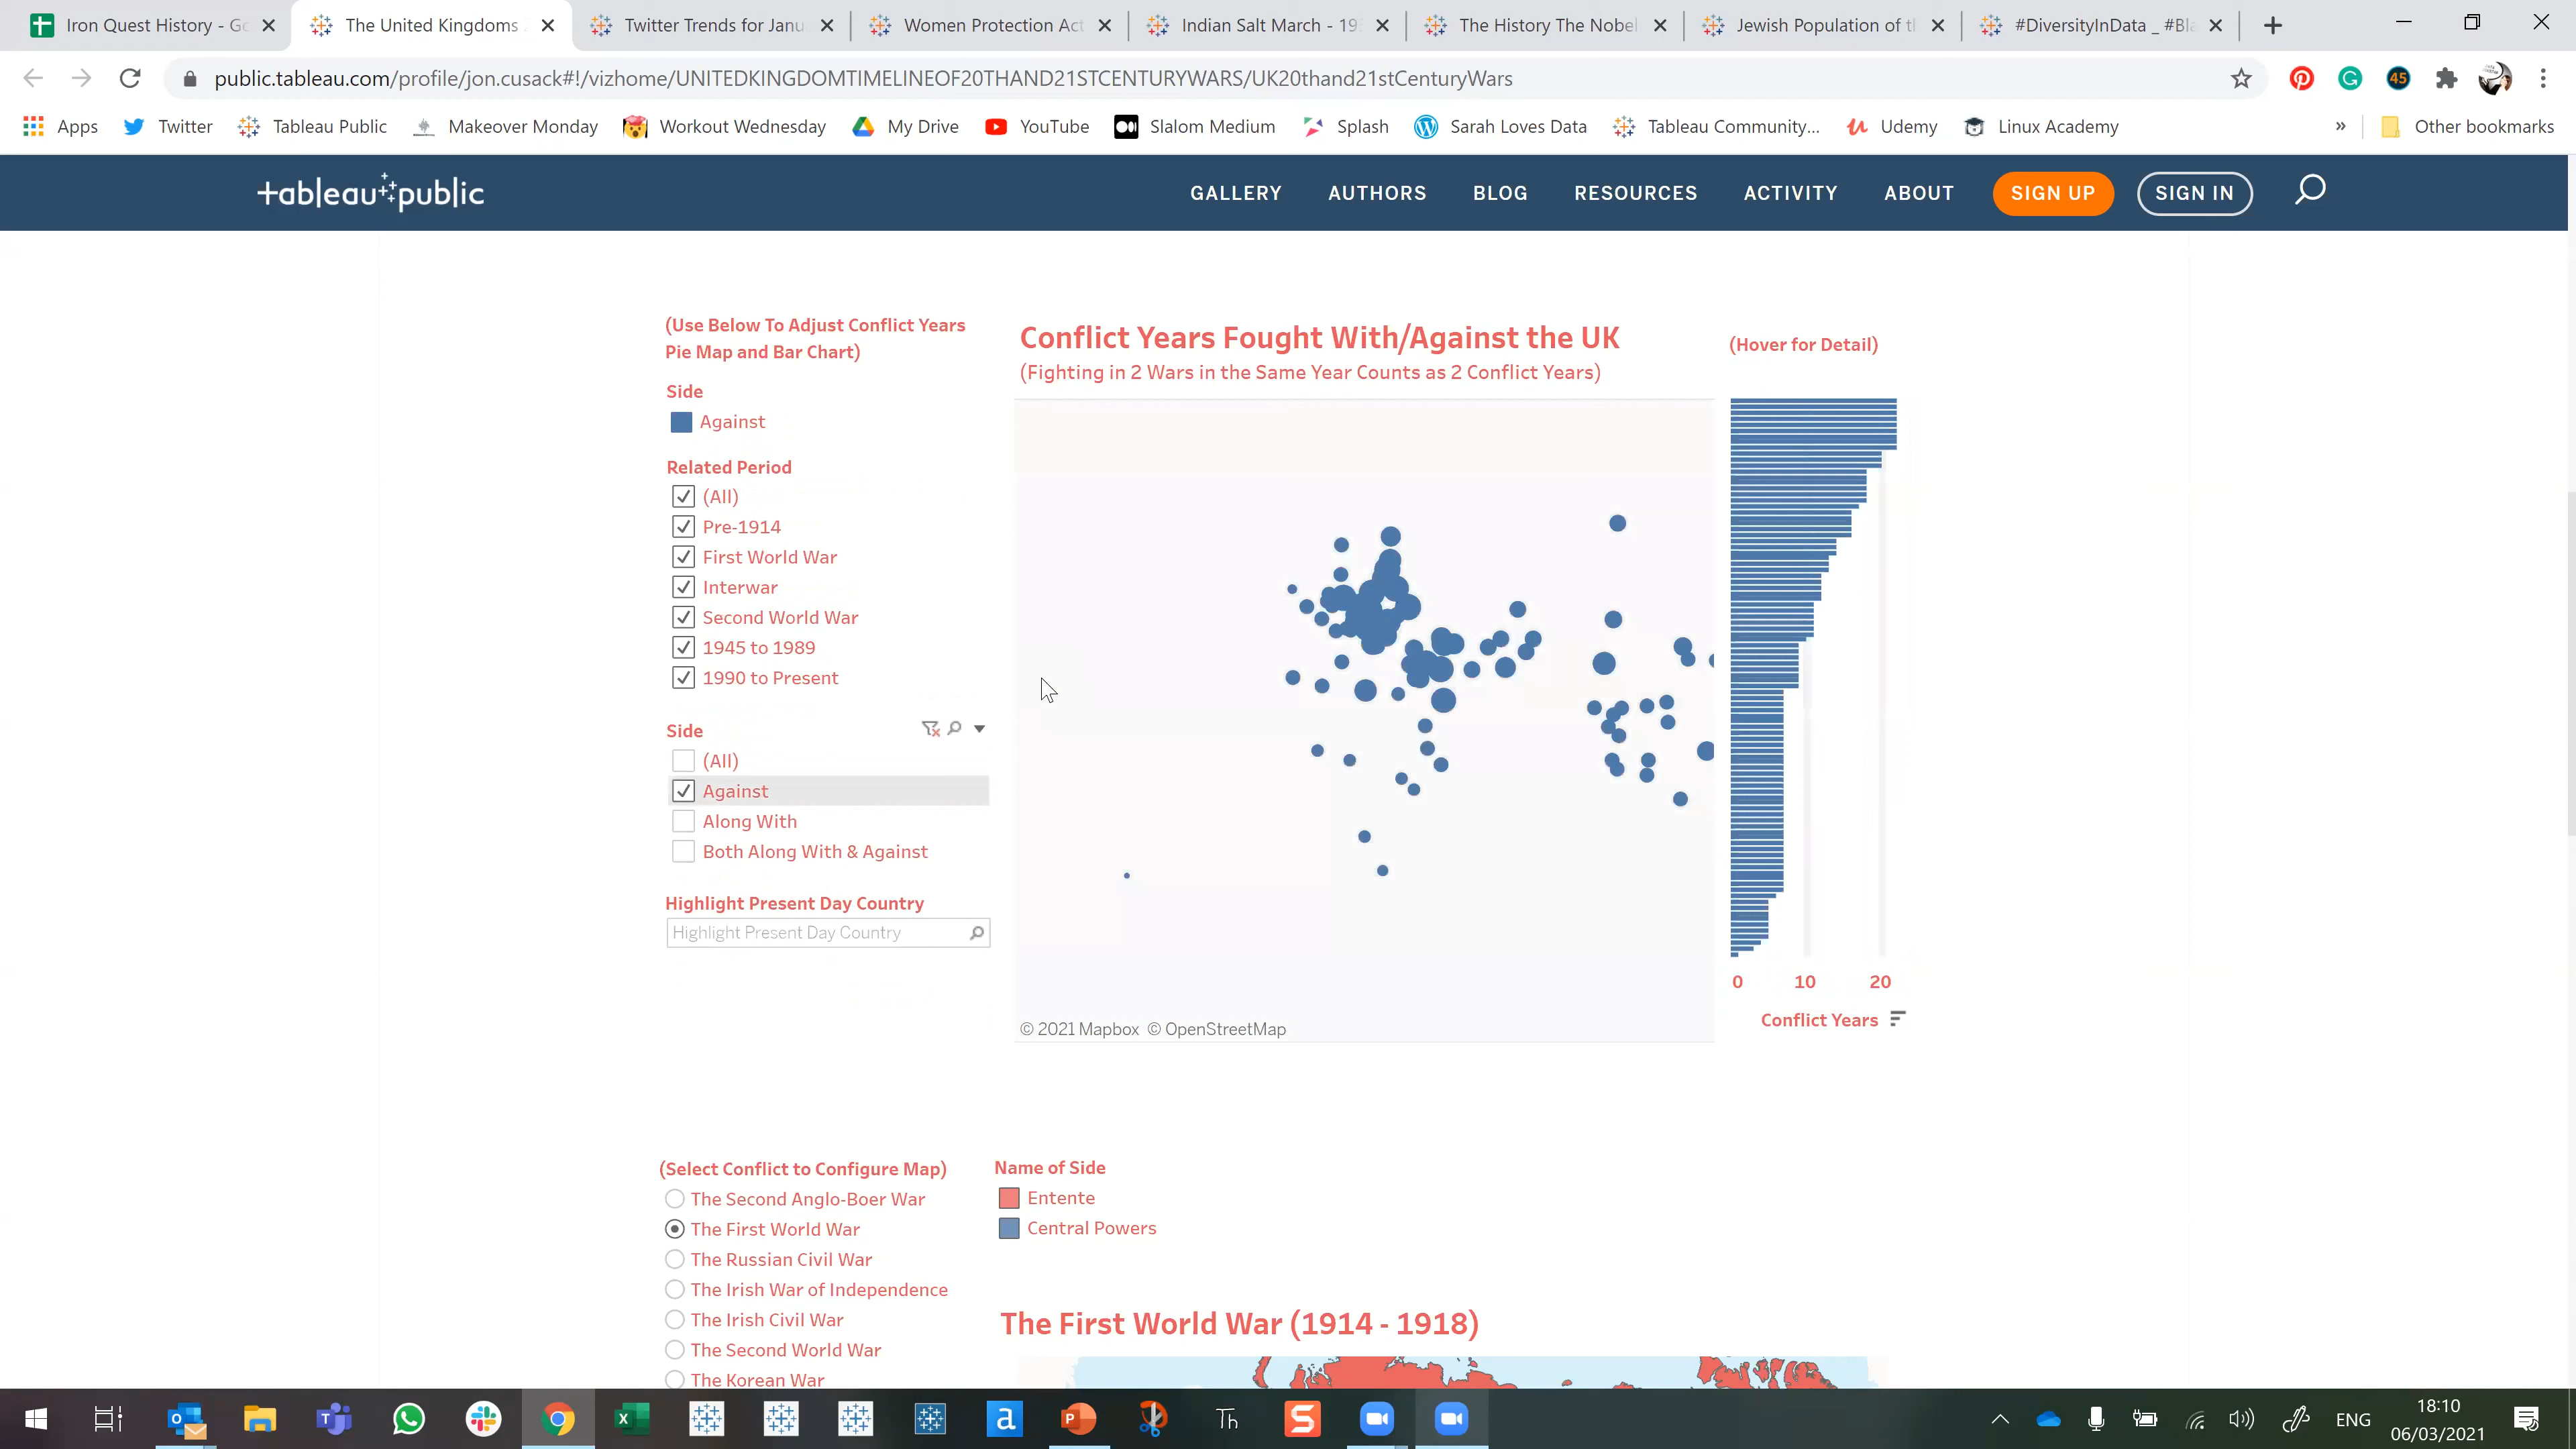 Iron Quest History - Go
The United Kingdoms
Twitter Trends for Janu
Women Protection Act
Indian Salt March - 19
The History The Nobel
Jewish Population of t
#DiversityInData _ #Bla
public.tableau.com/profile/jon.cusack#!/vizhome/UNITEDKINGDOMTIMELINEOF20THAND21STCENTURYWARS/UK20thand21stCenturyWars
45
Apps
Twitter
Tableau Public
Makeover Monday
Workout Wednesday
My Drive
YouTube
Slalom Medium
Splash
Sarah Loves Data
Tableau Community...
Udemy
Linux Academy
»
Other bookmarks
tableau public
GALLERY
AUTHORS
BLOG
RESOURCES
ACTIVITY
ABOUT
SIGN UP
SIGN IN
(Use Below To Adjust Conflict Years
Pie Map and Bar Chart)
Side
Against
Related Period
(All)
Pre-1914
First World War
Interwar
Second World War
1945 to 1989
1990 to Present
Side
(All)
Against
Along With
Both Along With & Against
Highlight Present Day Country
Highlight Present Day Country
Conflict Years Fought With/Against the UK
(Fighting in 2 Wars in the Same Year Counts as 2 Conflict Years)
© 2021 Mapbox © OpenStreetMap
(Hover for Detail)
0 10 20
Conflict Years
(Select Conflict to Configure Map)
The Second Anglo-Boer War
The First World War
The Russian Civil War
The Irish War of Independence
The Irish Civil War
The Second World War
The Korean War
Name of Side
Entente
Central Powers
The First World War (1914 - 1918)
Th
ENG
18:10
06/03/2021